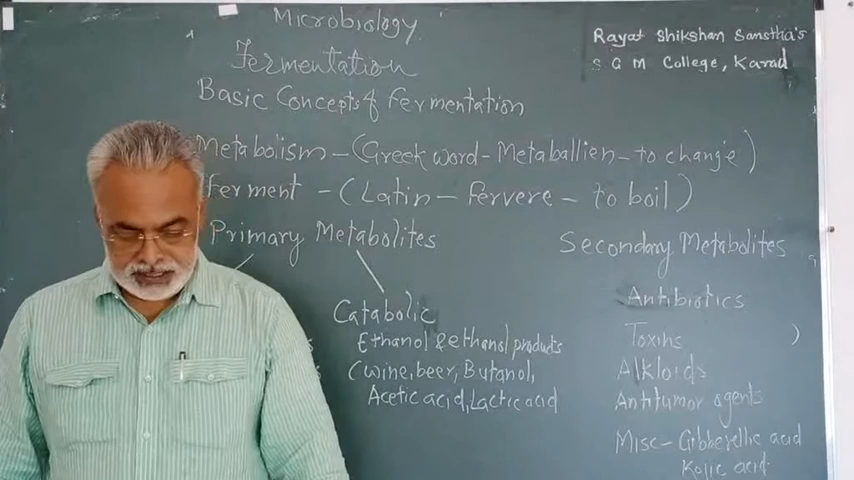 Microbiology
Rayat Shikshan Sanstha's
S G M College, Karad
Fermentation
Basic Concepts of Fermentation
Metabolism - (Greek word - Metaballien - to change)
Ferment - (Latin - Fervere - to boil)
Primary Metabolites
Catabolic
Ethanol & ethanol products
(wine, beer, Butanol,
Acetic acid, Lactic acid
Secondary Metabolites
Antibiotics
Toxins )
Alkloids
Antitumor agents
Misc - Gibberellic acid
Kojic acid